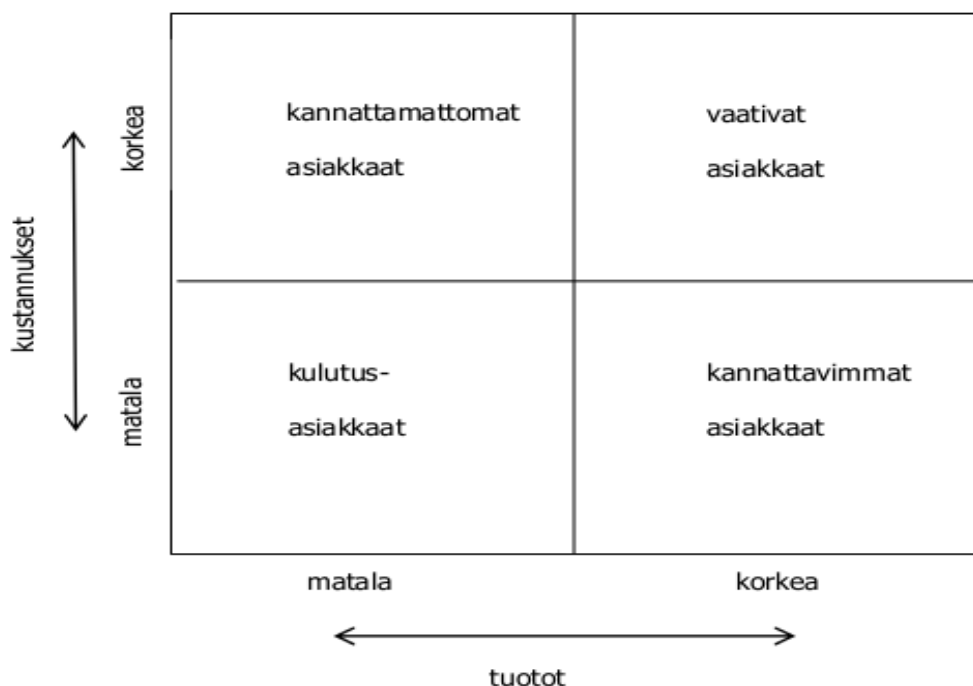 kustannukset
korkea
kannattamattomat
asiakkaat
vaativat
asiakkaat
matala
kulutus-
asiakkaat
kannattavimmat
asiakkaat
matala
korkea
tuotot